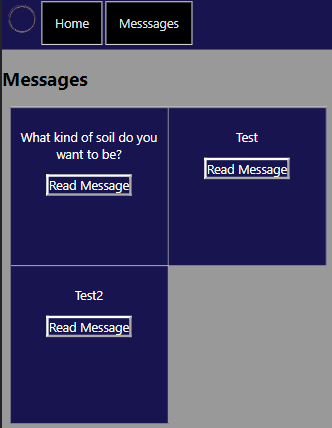 Home
Messsages
Messages
What kind of soil do you
want to be?
Read Message
Test
Read Message
Test2
Read Message